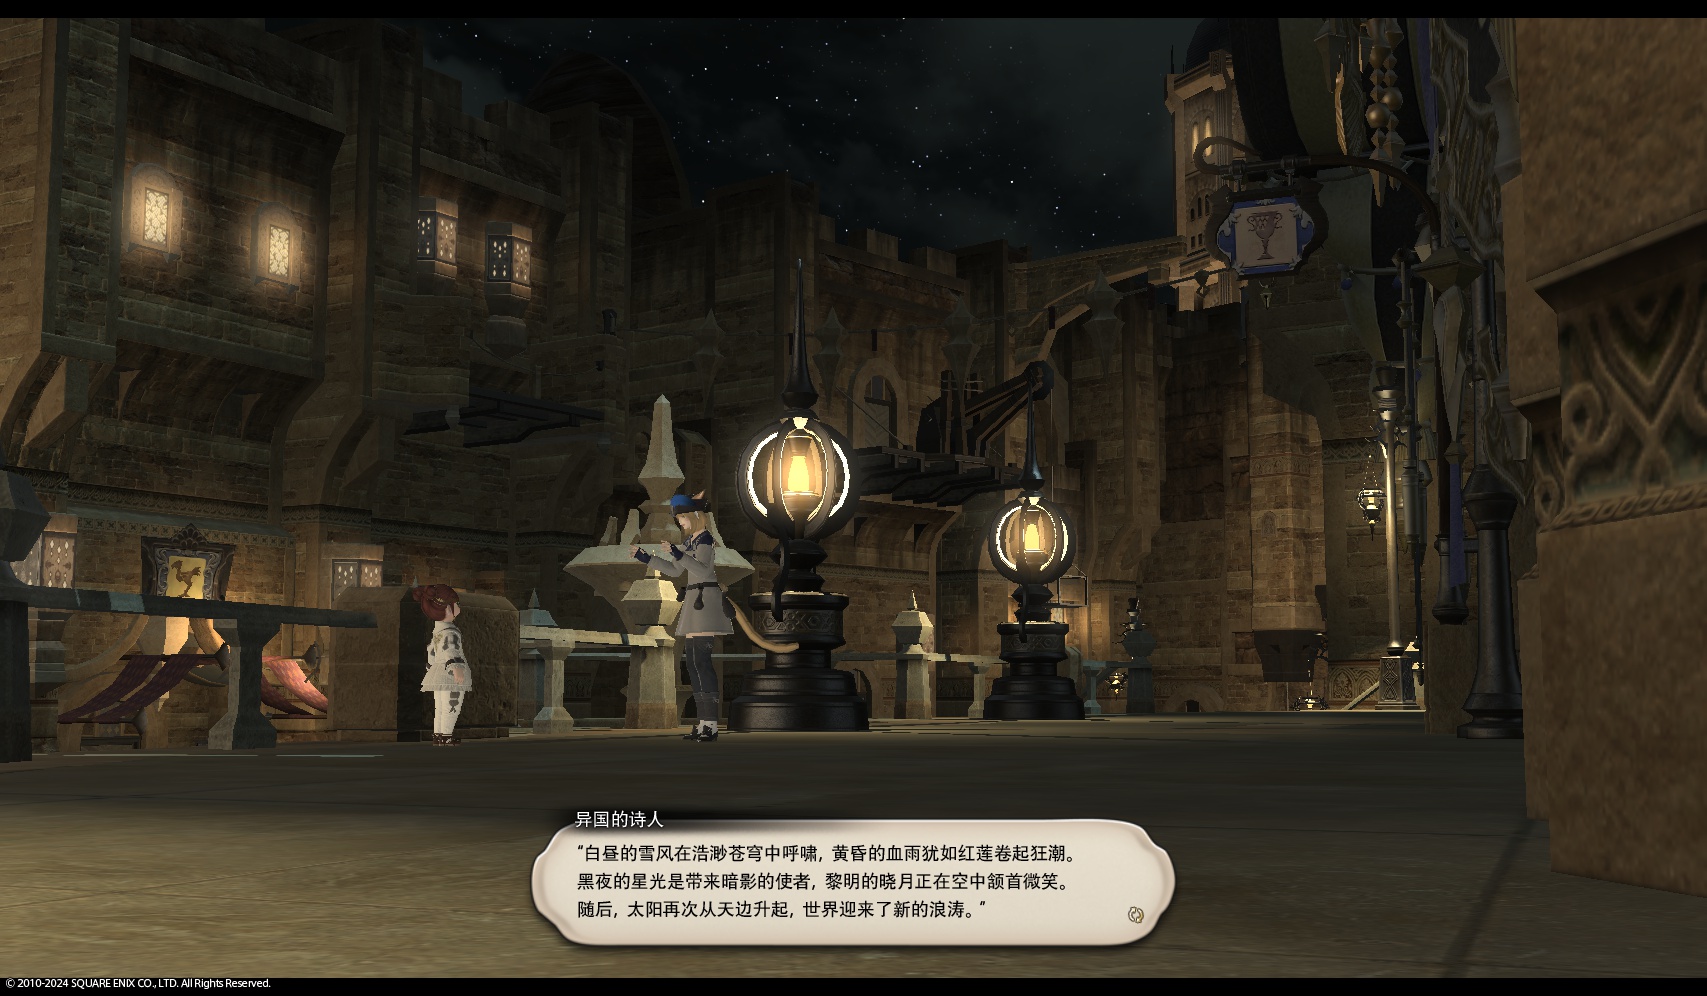 异国的诗人
“白昼的雪风在浩渺苍穹中呼啸，黄昏的血雨犹如红莲卷起狂潮。
黑夜的星光是带来暗影的使者，黎明的晓月正在空中颔首微笑。
随后，太阳再次从天边升起，世界迎来了新的浪涛。”
© 2010-2024 SQUARE ENIX CO., LTD. All Rights Reserved.